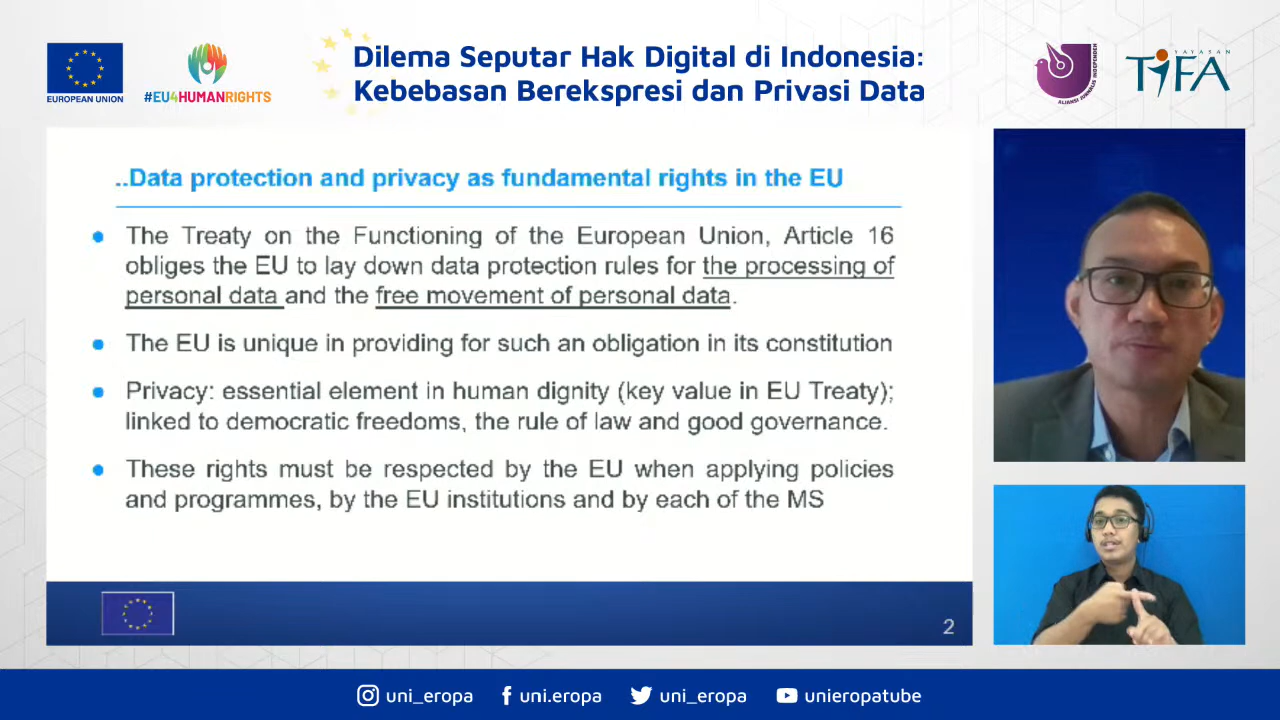 EUROPEAN UNION
#EU4HUMANRIGHTS
Dilema Seputar Hak Digital di Indonesia:
Kebebasan Berekspresi dan Privasi Data
ALIANSI JURNALIS INDEPENDEN
YAYASAN
TIFA
..Data protection and privacy as fundamental rights in the EU
The Treaty on the Functioning of the European Union, Article 16
obliges the EU to lay down data protection rules for the processing of
personal data and the free movement of personal data.
The EU is unique in providing for such an obligation in its constitution
Privacy: essential element in human dignity (key value in EU Treaty);
linked to democratic freedoms, the rule of law and good governance.
These rights must be respected by the EU when applying policies
and programmes, by the EU institutions and by each of the MS
2
uni_eropa
uni.eropa
uni_eropa
unieropatube